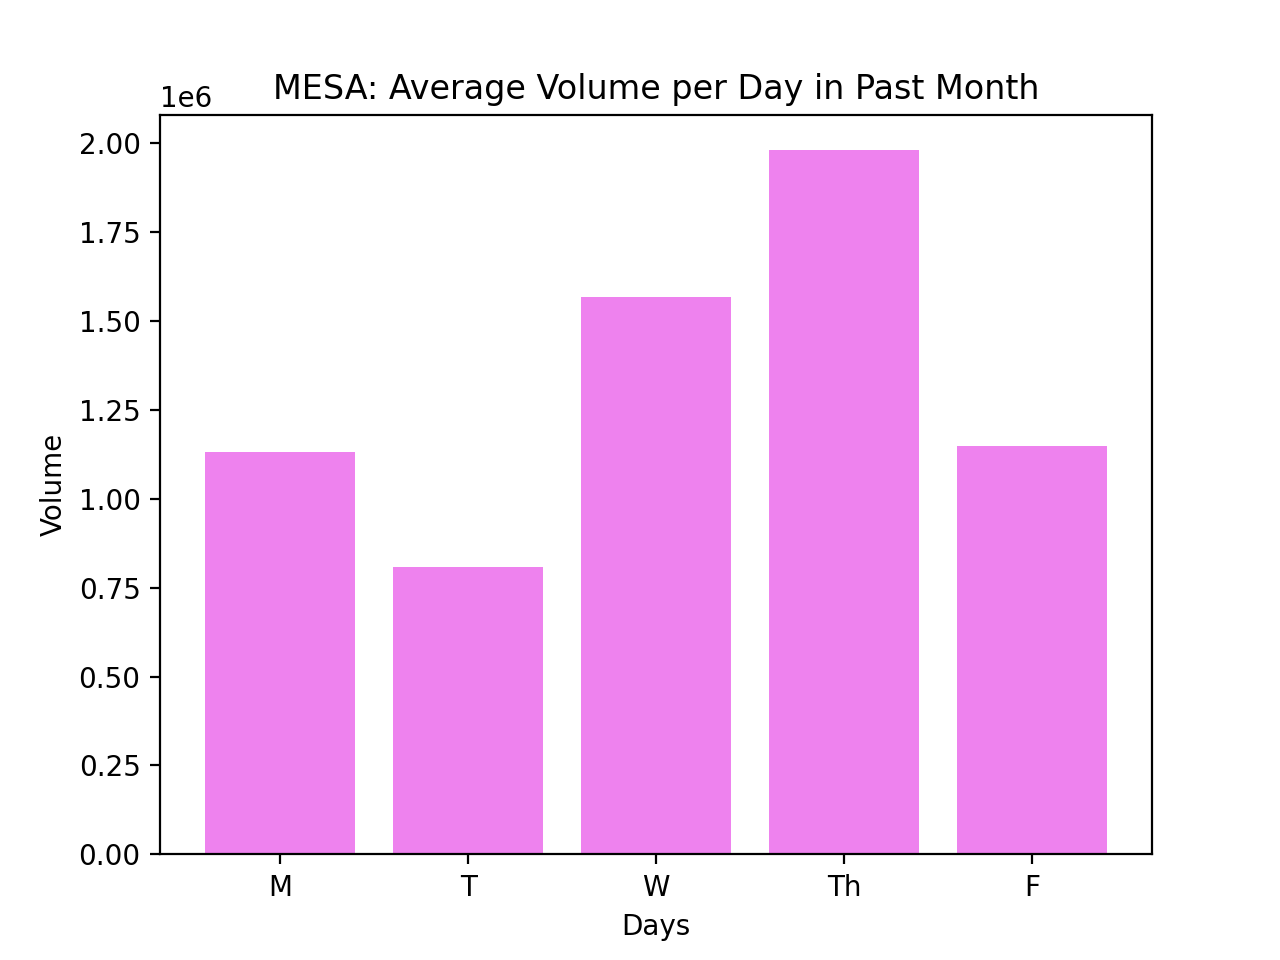 MESA: Average Volume per Day in Past Month
1e6
2.00
1.75
1.50
1.25
1.00
0.75
0.50
0.25
0.00
Volume
M T W Th F
Days